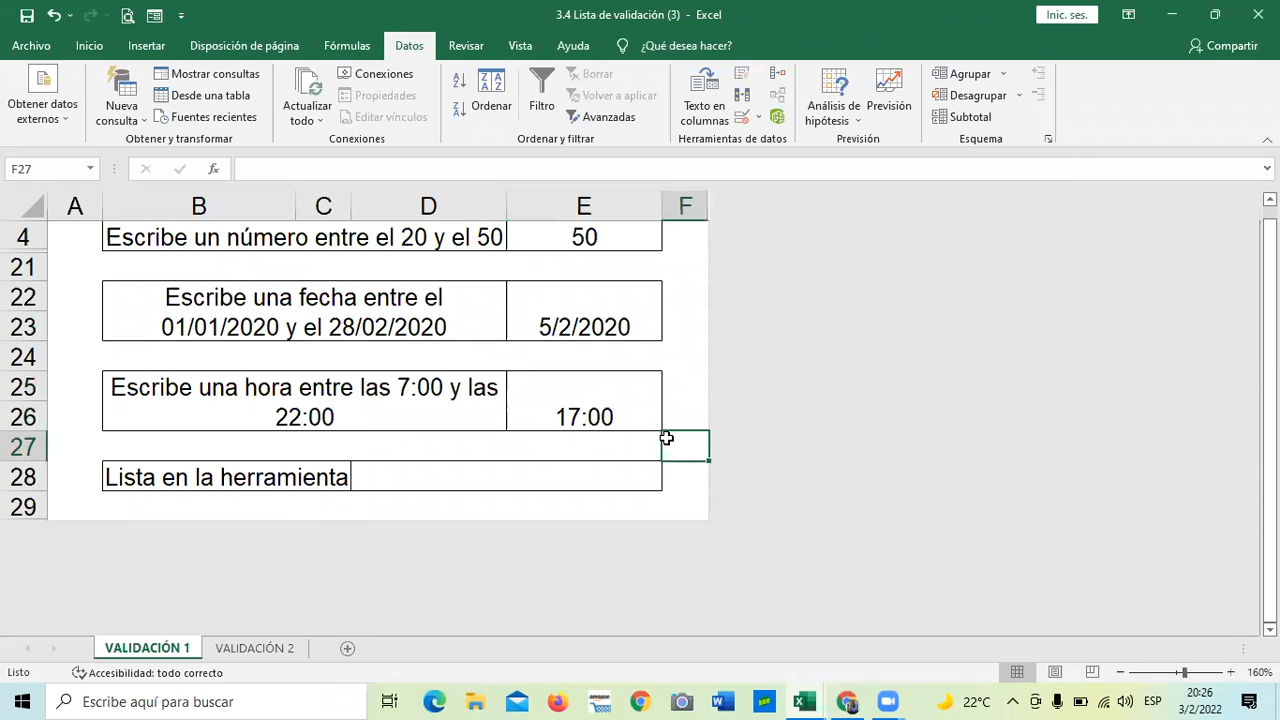 3.4 Lista de validación (3) - Excel
Inic. ses.
Archivo Inicio Insertar Disposición de página Fórmulas Datos Revisar Vista Ayuda ¿Qué desea hacer? Compartir
Obtener datos externos
Nueva consulta
Mostrar consultas
Desde una tabla
Fuentes recientes
Obtener y transformar
Actualizar todo
Conexiones
Propiedades
Editar vínculos
Conexiones
Ordenar
Filtro
Borrar
Volver a aplicar
Avanzadas
Ordenar y filtrar
Texto en columnas
Herramientas de datos
Análisis de hipótesis
Previsión
Previsión
Agrupar
Desagrupar
Subtotal
Esquema
F27
fx
A B C D E F
4 Escribe un número entre el 20 y el 50 50
21
22 Escribe una fecha entre el
23 01/01/2020 y el 28/02/2020 5/2/2020
24
25 Escribe una hora entre las 7:00 y las
26 22:00 17:00
27
28 Lista en la herramienta
29
VALIDACIÓN 1 VALIDACIÓN 2
Listo Accesibilidad: todo correcto 160%
Escribe aquí para buscar
22°C
ESP
20:26
3/2/2022